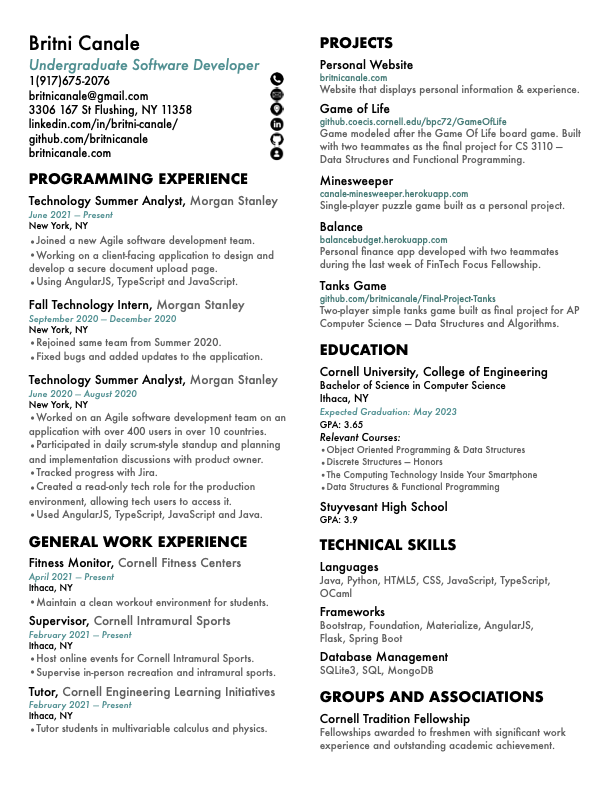 Britni Canale
Undergraduate Software Developer
1(917)675-2076
britnicanale@gmail.com
3306 167 St Flushing, NY 11358
linkedin.com/in/britni-canale/
github.com/britnicanale
britnicanale.com
PROGRAMMING EXPERIENCE
Technology Summer Analyst, Morgan Stanley
June 2021 — Present
New York, NY
•Joined a new Agile software development team.
•Working on a client-facing application to design and
develop a secure document upload page.
•Using AngularJS, TypeScript and JavaScript.
Fall Technology Intern, Morgan Stanley
September 2020 — December 2020
New York, NY
•Rejoined same team from Summer 2020.
•Fixed bugs and added updates to the application.
Technology Summer Analyst, Morgan Stanley
June 2020 — August 2020
New York, NY
•Worked on an Agile software development team on an
application with over 400 users in over 10 countries.
•Participated in daily scrum-style standup and planning
and implementation discussions with product owner.
•Tracked progress with Jira.
•Created a read-only tech role for the production
environment, allowing tech users to access it.
•Used AngularJS, TypeScript, JavaScript and Java.
GENERAL WORK EXPERIENCE
Fitness Monitor, Cornell Fitness Centers
April 2021 — Present
Ithaca, NY
•Maintain a clean workout environment for students.
Supervisor, Cornell Intramural Sports
February 2021 — Present
Ithaca, NY
•Host online events for Cornell Intramural Sports.
•Supervise in-person recreation and intramural sports.
Tutor, Cornell Engineering Learning Initiatives
February 2021 — Present
Ithaca, NY
•Tutor students in multivariable calculus and physics.
PROJECTS
Personal Website
britnicanale.com
Website that displays personal information & experience.
Game of Life
github.coecis.cornell.edu/bpc72/GameOfLife
Game modeled after the Game Of Life board game. Built
with two teammates as the final project for CS 3110 —
Data Structures and Functional Programming.
Minesweeper
canale-minesweeper.herokuapp.com
Single-player puzzle game built as a personal project.
Balance
balancebudget.herokuapp.com
Personal finance app developed with two teammates
during the last week of FinTech Focus Fellowship.
Tanks Game
github.com/britnicanale/Final-Project-Tanks
Two-player simple tanks game built as final project for AP
Computer Science — Data Structures and Algorithms.
EDUCATION
Cornell University, College of Engineering
Bachelor of Science in Computer Science
Ithaca, NY
Expected Graduation: May 2023
GPA: 3.65
Relevant Courses:
•Object Oriented Programming & Data Structures
•Discrete Structures — Honors
•The Computing Technology Inside Your Smartphone
•Data Structures & Functional Programming
Stuyvesant High School
GPA: 3.9
TECHNICAL SKILLS
Languages
Java, Python, HTML5, CSS, JavaScript, TypeScript,
OCaml
Frameworks
Bootstrap, Foundation, Materialize, AngularJS,
Flask, Spring Boot
Database Management
SQLite3, SQL, MongoDB
GROUPS AND ASSOCIATIONS
Cornell Tradition Fellowship
Fellowships awarded to freshmen with significant work
experience and outstanding academic achievement.